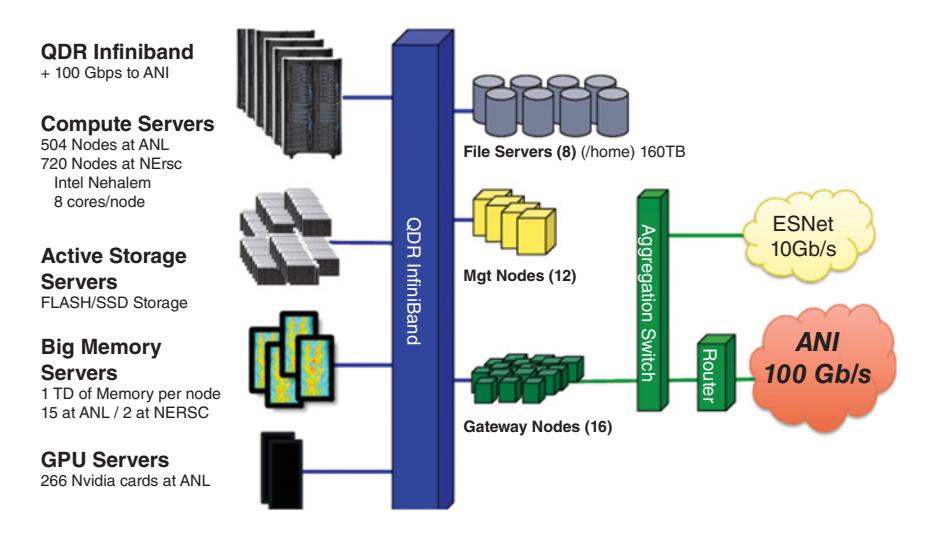 QDR Infiniband
+ 100 Gbps to ANI
Compute Servers
504 Nodes at ANL
720 Nodes at NErsc
Intel Nehalem
8 cores/node
Active Storage
Servers
FLASH/SSD Storage
Big Memory
Servers
1 TD of Memory per node
15 at ANL / 2 at NERSC
GPU Servers
266 Nvidia cards at ANL
QDR InfiniBand
File Servers (8) (/home) 160TB
Mgt Nodes (12)
Gateway Nodes (16)
Aggregation Switch
Router
ESNet
10Gb/s
ANI
100 Gb/s